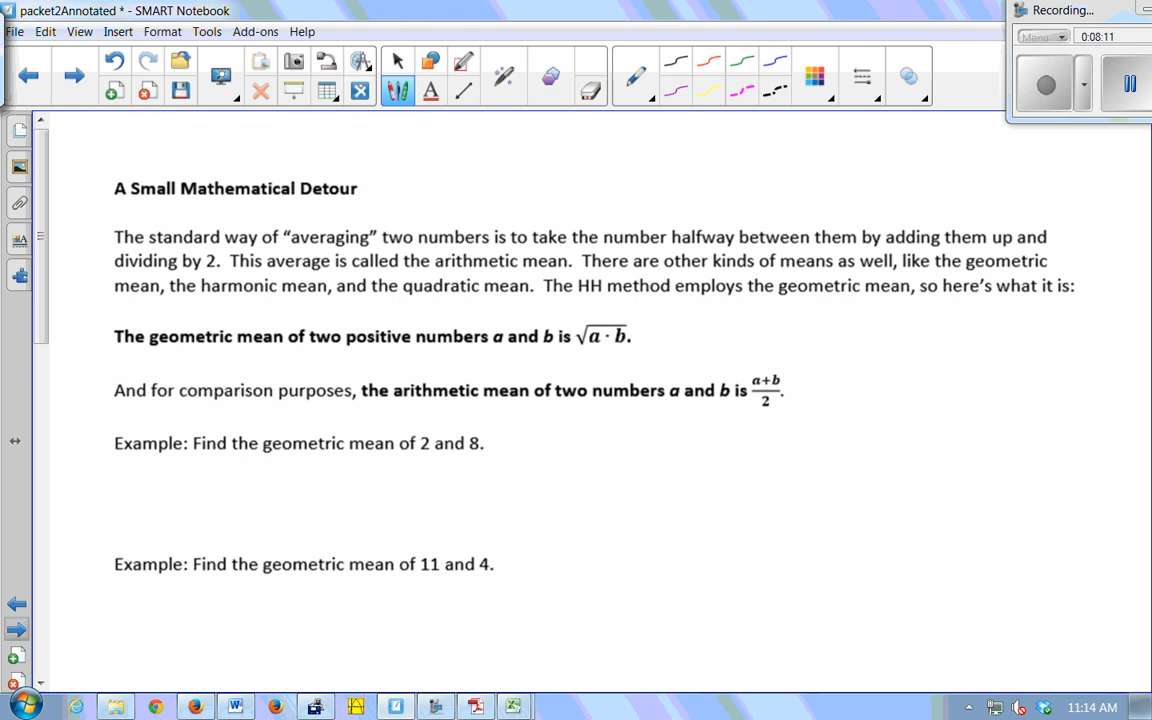 packet2Annotated * - SMART Notebook
Recording...
File Edit View Insert Format Tools Add-ons Help
Menu 0:08:11
A Small Mathematical Detour
The standard way of “averaging” two numbers is to take the number halfway between them by adding them up and
dividing by 2. This average is called the arithmetic mean. There are other kinds of means as well, like the geometric
mean, the harmonic mean, and the quadratic mean. The HH method employs the geometric mean, so here’s what it is:
The geometric mean of two positive numbers a and b is √a · b.
And for comparison purposes, the arithmetic mean of two numbers a and b is a+b/2.
Example: Find the geometric mean of 2 and 8.
Example: Find the geometric mean of 11 and 4.
11:14 AM